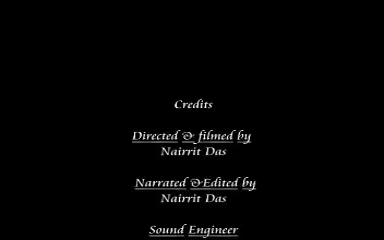 Credits
Directed & filmed by
Nairrit Das
Narrated &Edited by
Nairrit Das
Sound Engineer